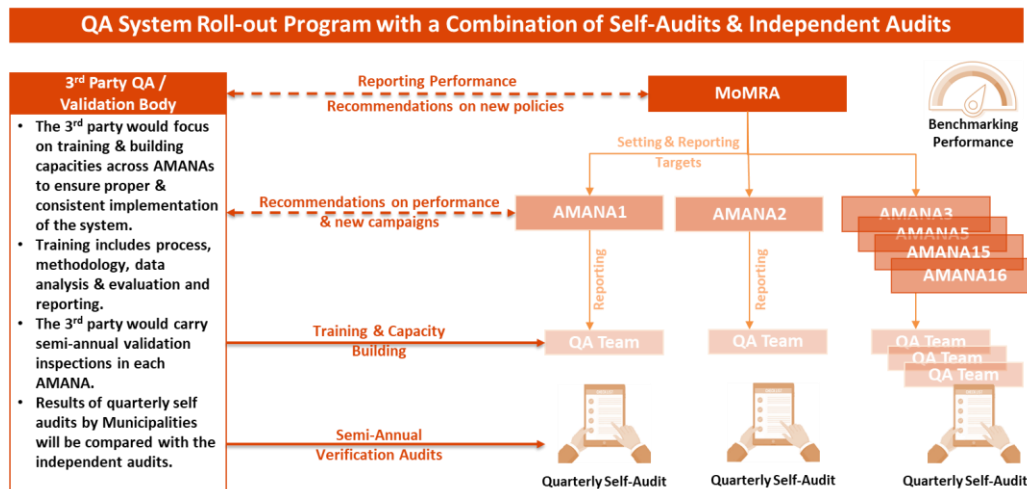 QA System Roll-out Program with a Combination of Self-Audits & Independent Audits
3rd Party QA /
Validation Body
• The 3rd party would focus
on training & building
capacities across AMANAs
to ensure proper &
consistent implementation
of the system.
• Training includes process,
methodology, data
analysis & evaluation and
reporting.
• The 3rd party would carry
semi-annual validation
inspections in each
AMANA.
• Results of quarterly self
audits by Municipalities
will be compared with the
independent audits.
Reporting Performance
Recommendations on new policies
MoMRA
Benchmarking
Performance
Setting & Reporting
Targets
Recommendations on performance
& new campaigns
AMANA1
AMANA2
AMANA3
AMANA5
AMANA15
AMANA16
Reporting
Reporting
Training & Capacity
Building
QA Team
QA Team
QA Team
QA Team
QA Team
Semi-Annual
Verification Audits
Quarterly Self-Audit
Quarterly Self-Audit
Quarterly Self-Audit